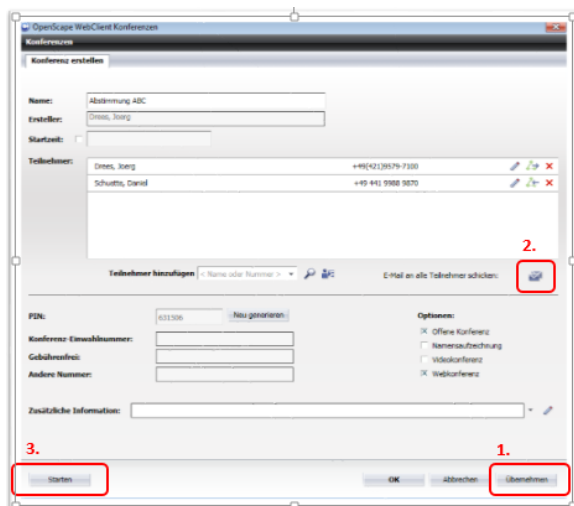 OpenScape WebClient Konferenzen
Konferenzen
Konferenz erstellen
Name: Abstimmung ABC
Ersteller: Drees, Joerg
Startzeit:
Teilnehmer:
Drees, Joerg +49(421)9579-7100
Schuette, Daniel +49 441 9988 9870
2.
Teilnehmer hinzufügen < Name oder Nummer > E-Mail an alle Teilnehmer schicken:
PIN: 631506 Neu generieren Optionen:
Offene Konferenz
Konferenz-Einwahlnummer: Namensaufzeichnung
Gebührenfrei: Videokonferenz
Andere Nummer: Webkonferenz
Zusätzliche Information:
3. 1.
Starten OK Abbrechen Übernehmen